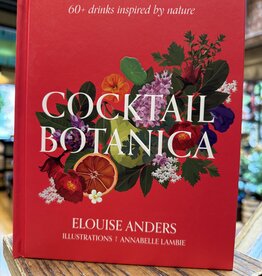 60+ drinks inspired by nature
COCKTAIL
BOTANICA
ELOUISE ANDERS
ILLUSTRATIONS | ANNABELLE LAMBIE